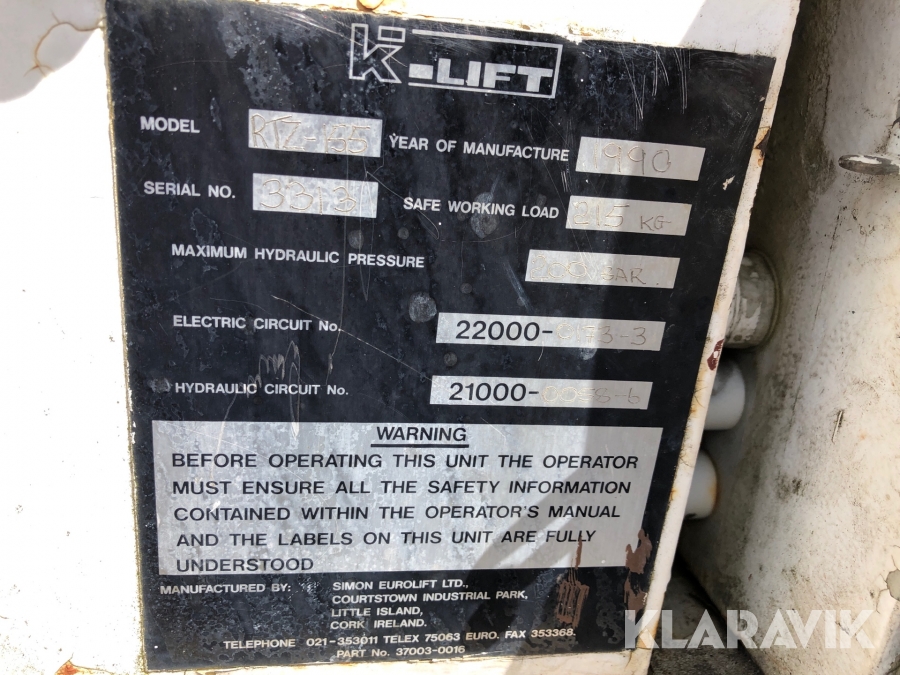 K-LIFT
MODEL YEAR OF MANUFACTURE 1990
SERIAL NO. 3313 SAFE WORKING LOAD 215 KG
MAXIMUM HYDRAULIC PRESSURE 200 BAR.
ELECTRIC CIRCUIT No. 22000-
HYDRAULIC CIRCUIT No. 21000-
WARNING
BEFORE OPERATING THIS UNIT THE OPERATOR
MUST ENSURE ALL THE SAFETY INFORMATION
CONTAINED WITHIN THE OPERATOR'S MANUAL
AND THE LABELS ON THIS UNIT ARE FULLY
UNDERSTOOD
MANUFACTURED BY: SIMON EUROLIFT LTD.,
COURTSTOWN INDUSTRIAL PARK,
LITTLE ISLAND,
CORK IRELAND.
TELEPHONE 021-353011 TELEX 75063 EURO. FAX 353368.
PART No. 37003-0016
KLARAVIK